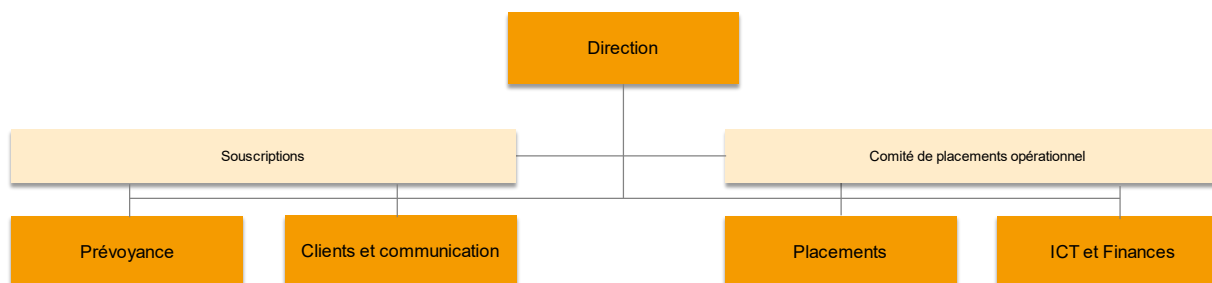 Direction
Souscriptions
Comité de placements opérationnel
Prévoyance
Clients et communication
Placements
ICT et Finances